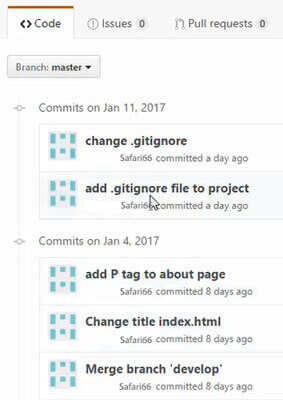 Code Issues 0 Pull requests 0
Branch: master
Commits on Jan 11, 2017
change .gitignore
Safari66 committed a day ago
add .gitignore file to project
Safari66 committed a day ago
Commits on Jan 4, 2017
add P tag to about page
Safari66 committed 8 days ago
Change title index.html
Safari66 committed 8 days ago
Merge branch 'develop'
Safari66 committed 8 days ago